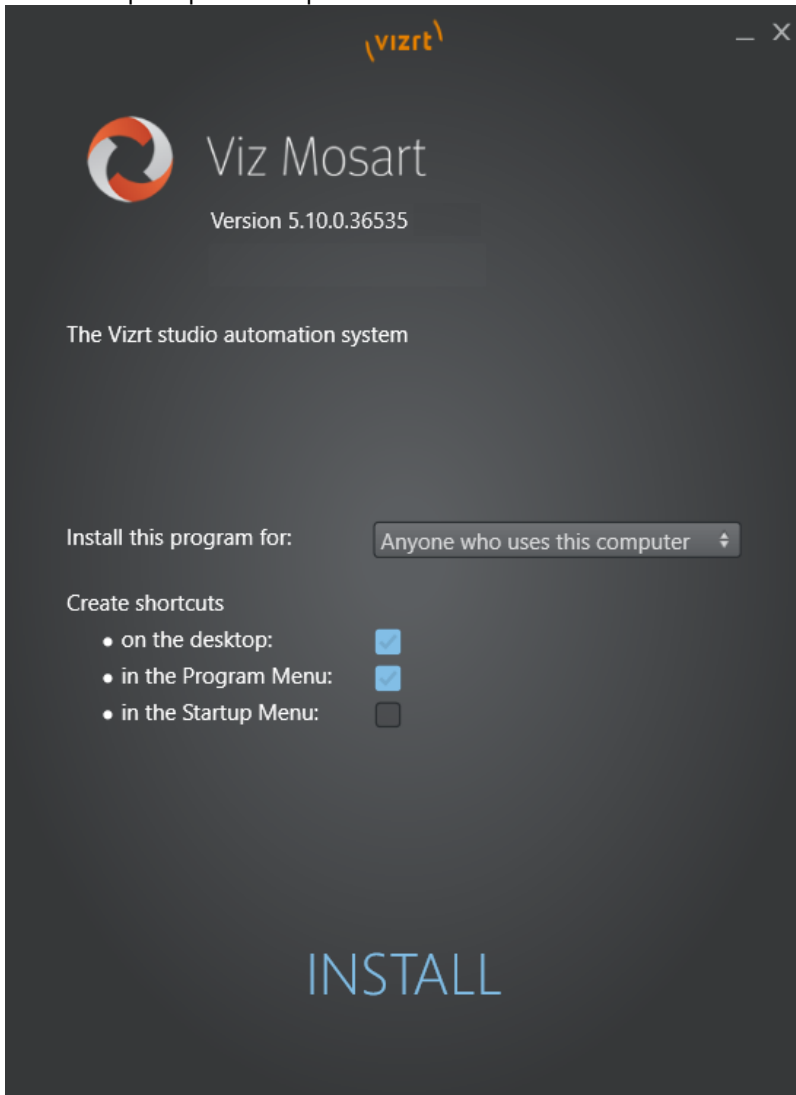 vizrt
Viz Mosart
Version 5.10.0.36535
The Vizrt studio automation system
Install this program for: Anyone who uses this computer
Create shortcuts
• on the desktop:
• in the Program Menu:
• in the Startup Menu:
INSTALL